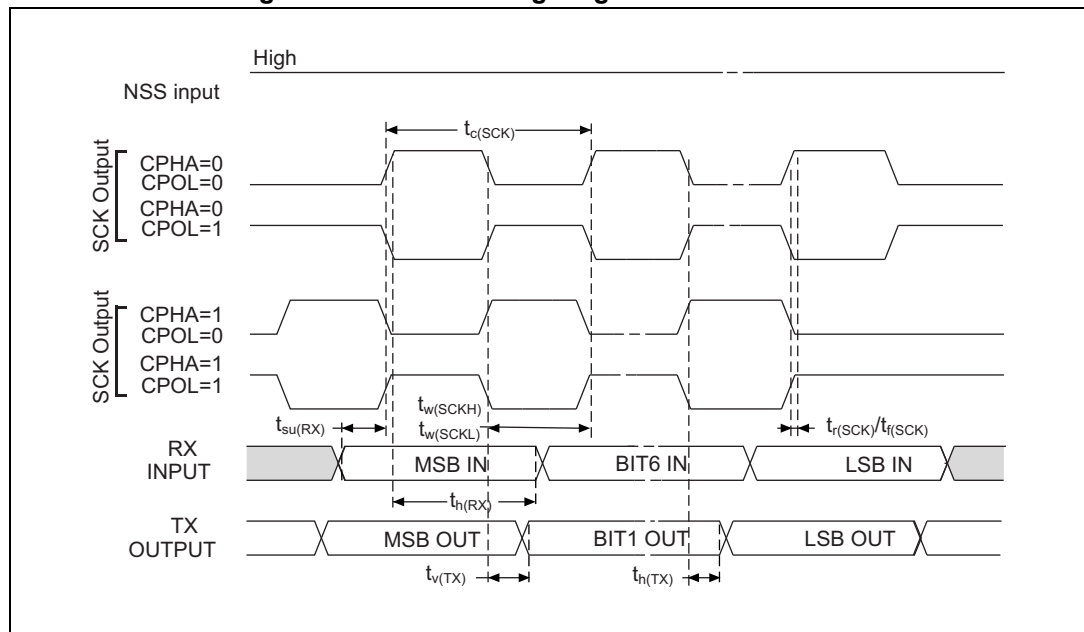 High
NSS input
t_c(SCK)
SCK Output
CPHA=0
CPOL=0
CPHA=0
CPOL=1
SCK Output
CPHA=1
CPOL=0
CPHA=1
CPOL=1
t_w(SCKH)
t_w(SCKL)
t_su(RX)
t_r(SCK)/t_f(SCK)
RX
INPUT
MSB IN
BIT6 IN
LSB IN
t_h(RX)
TX
OUTPUT
MSB OUT
BIT1 OUT
LSB OUT
t_v(TX)
t_h(TX)